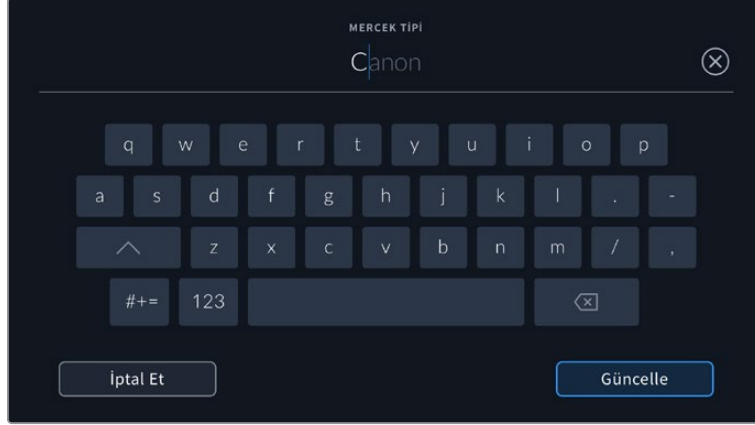 MERCEK TİPİ
Canon
q w e r t y u i o p
a s d f g h j k l . -
z x c v b n m / ,
#+= 123
İptal Et Güncelle